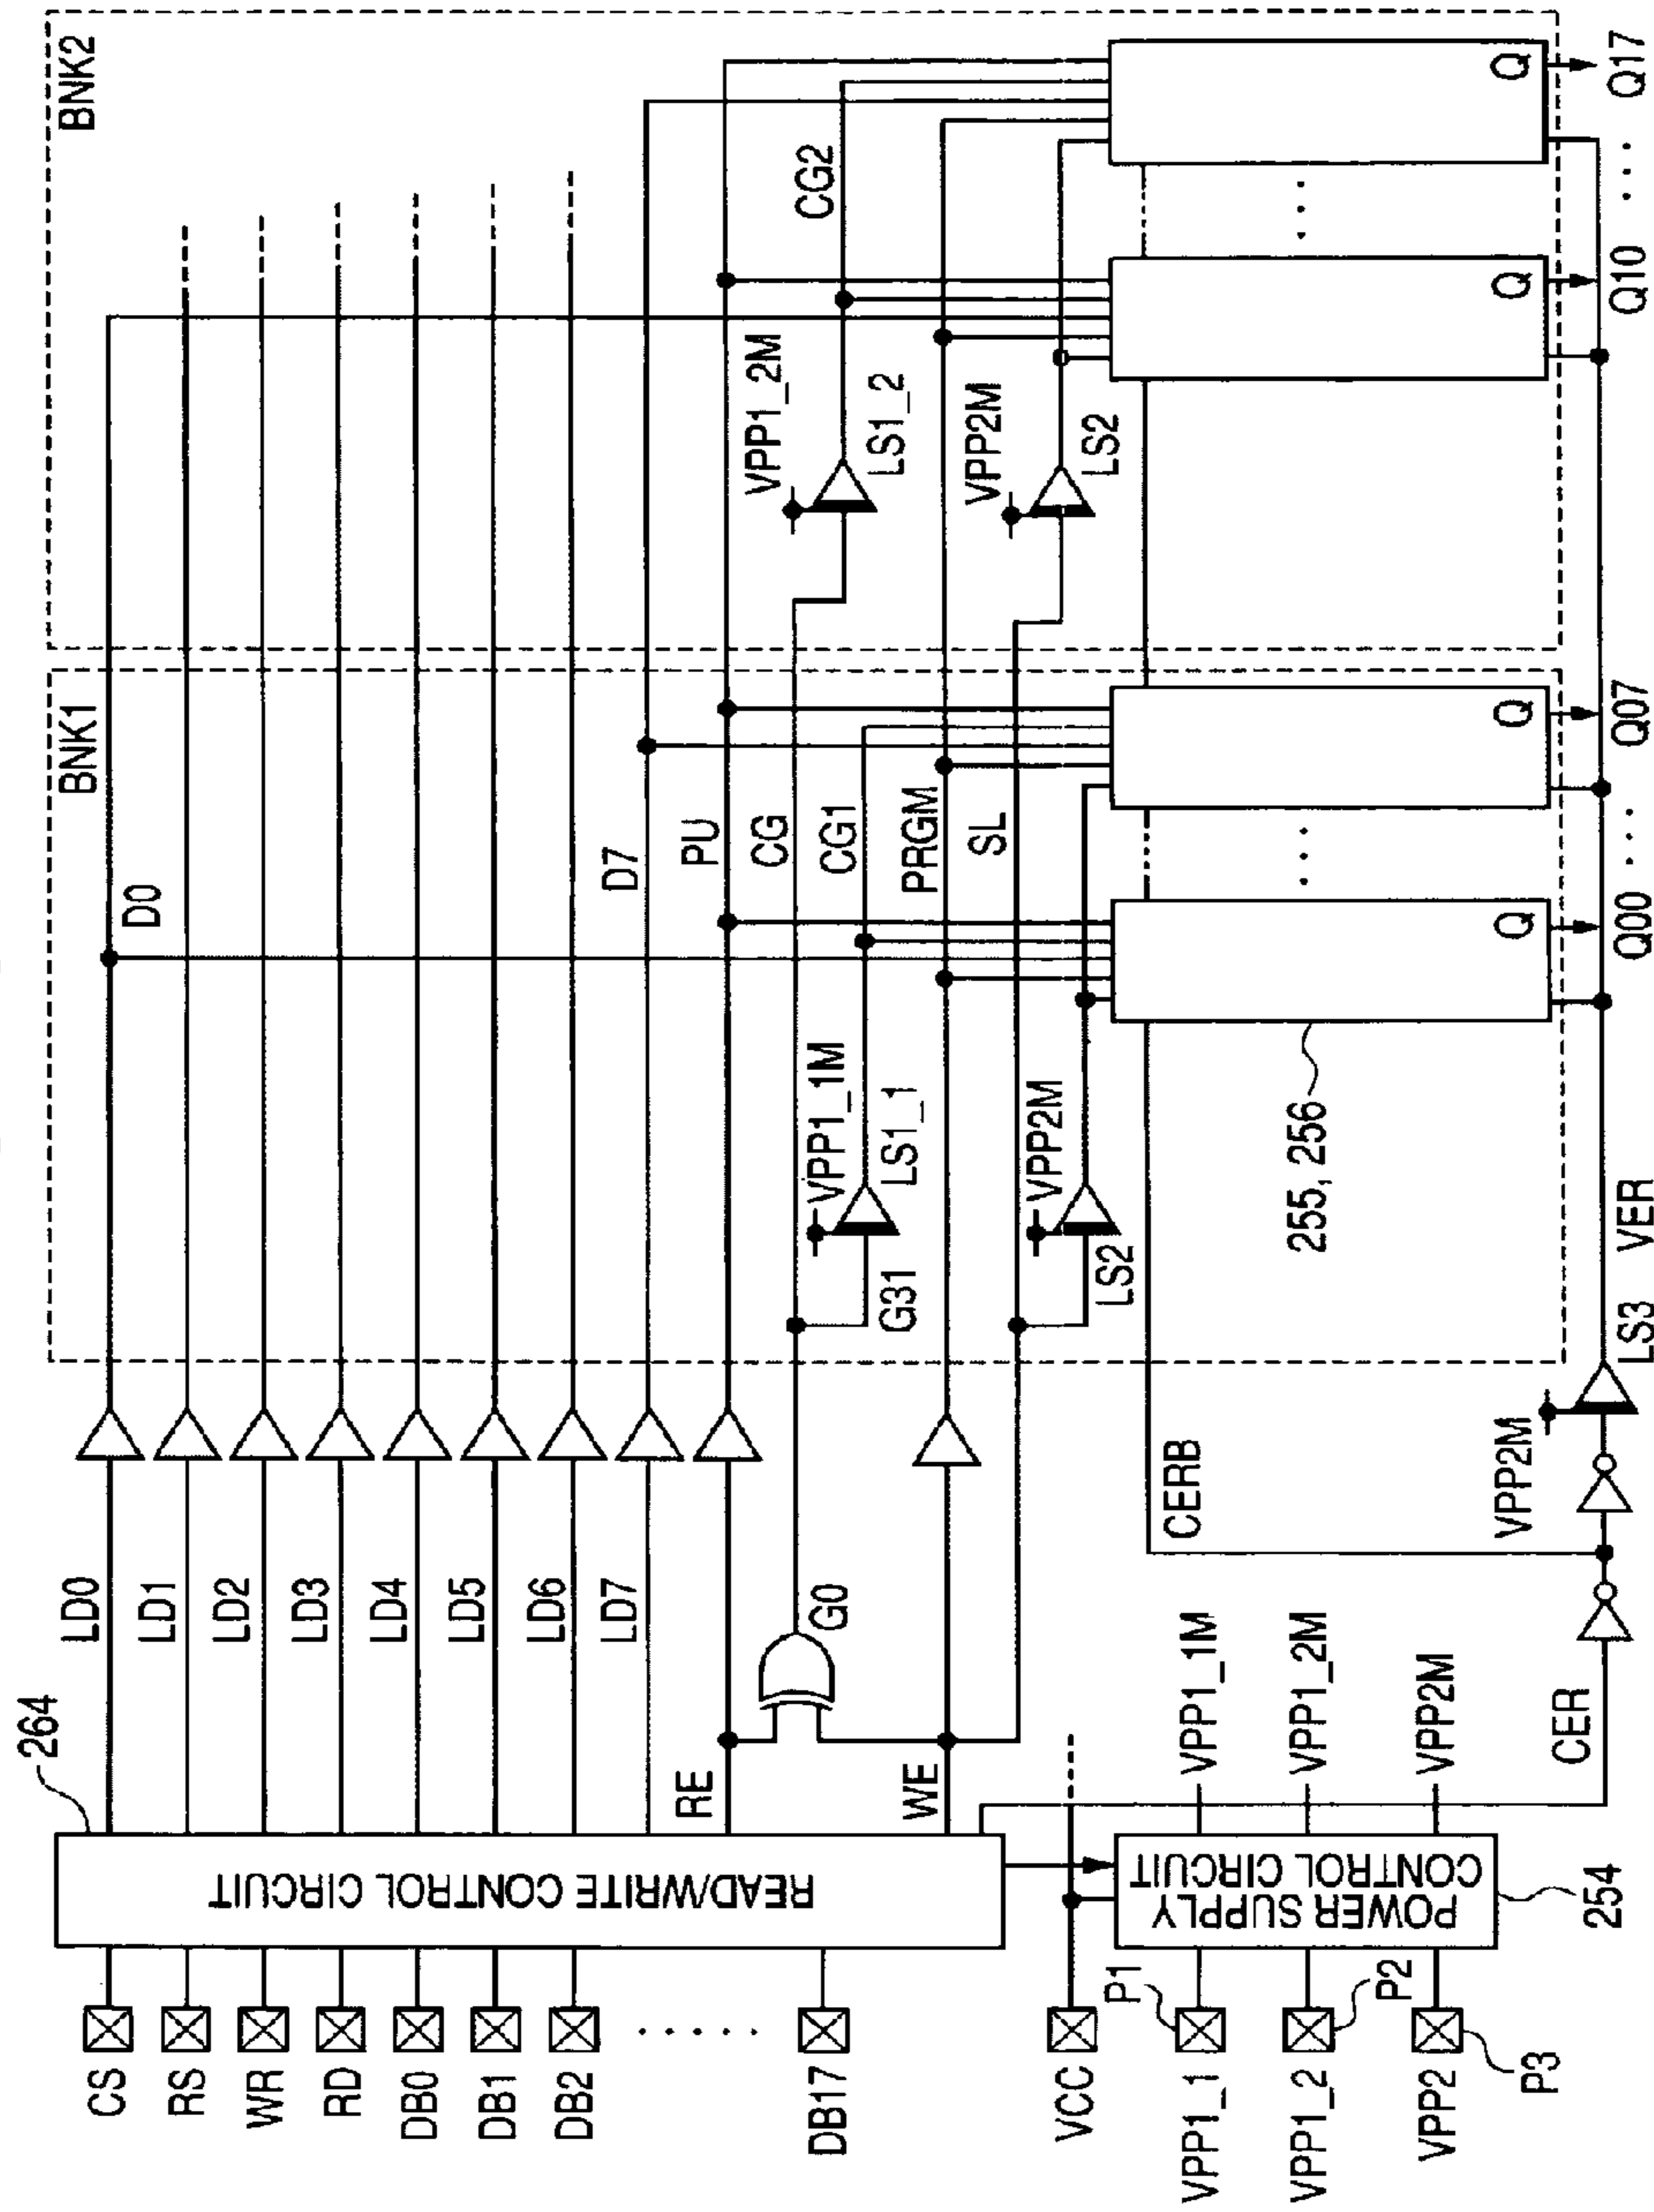 BNK1
BNK2
264
READ/WRITE CONTROL CIRCUIT
CS
RS
WR
RD
DB0
DB1
DB2
DB17
LD0
LD1
LD2
LD3
LD4
LD5
LD6
LD7
D0
D7
RE
PU
G0
CG
CG1
CG2
VPP1_1M
G31
LS1_1
VPP1_2M
LS1_2
WE
PRGM
SL
VPP2M
LS2
VPP2M
LS2
VCC
P1
VPP1_1
P2
VPP1_2
P3
VPP2
POWER SUPPLY
CONTROL CIRCUIT
254
VPP1_1M
VPP1_2M
VPP2M
CERB
CER
VPP2M
LS3
VER
255, 256
Q
Q
Q
Q
Q00
...
Q07
Q10
...
Q17